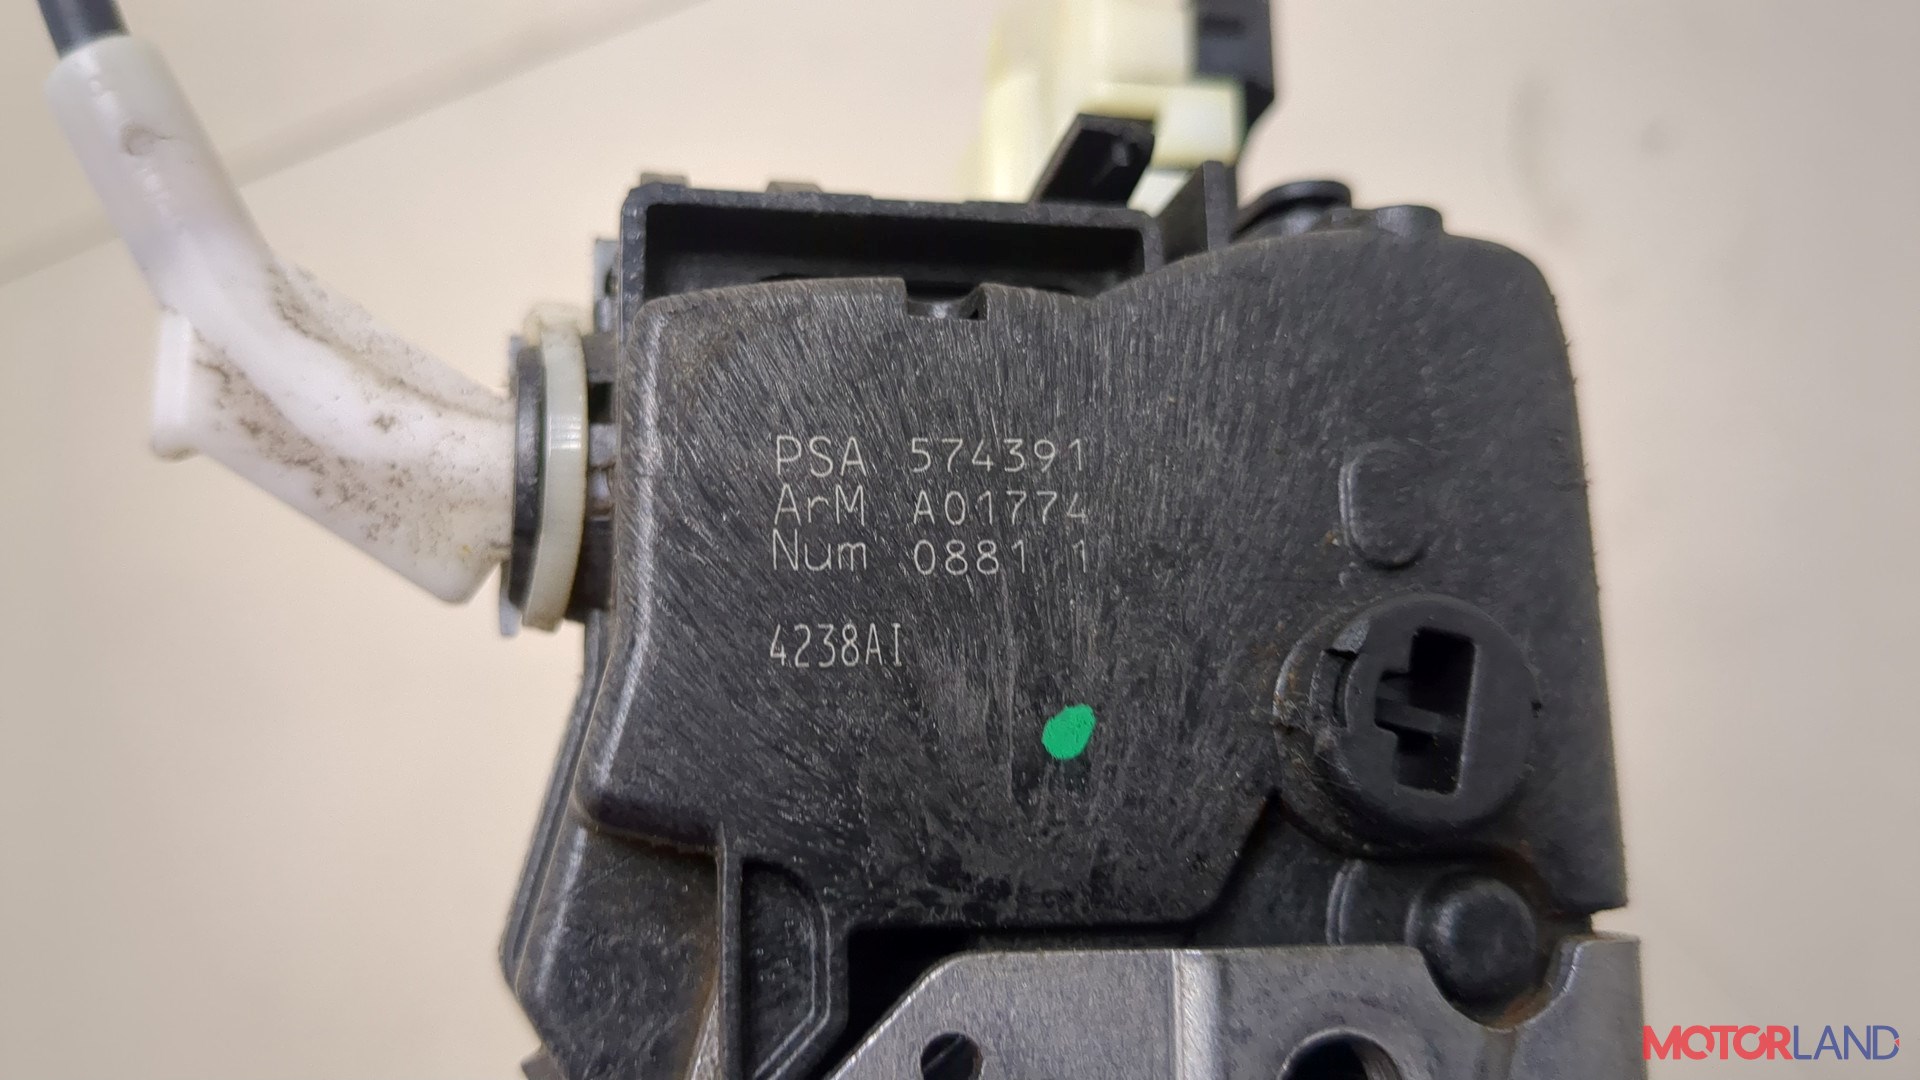 PSA 574391
ArM A01774
Num 0881 1
4238AI
MOTORLAND